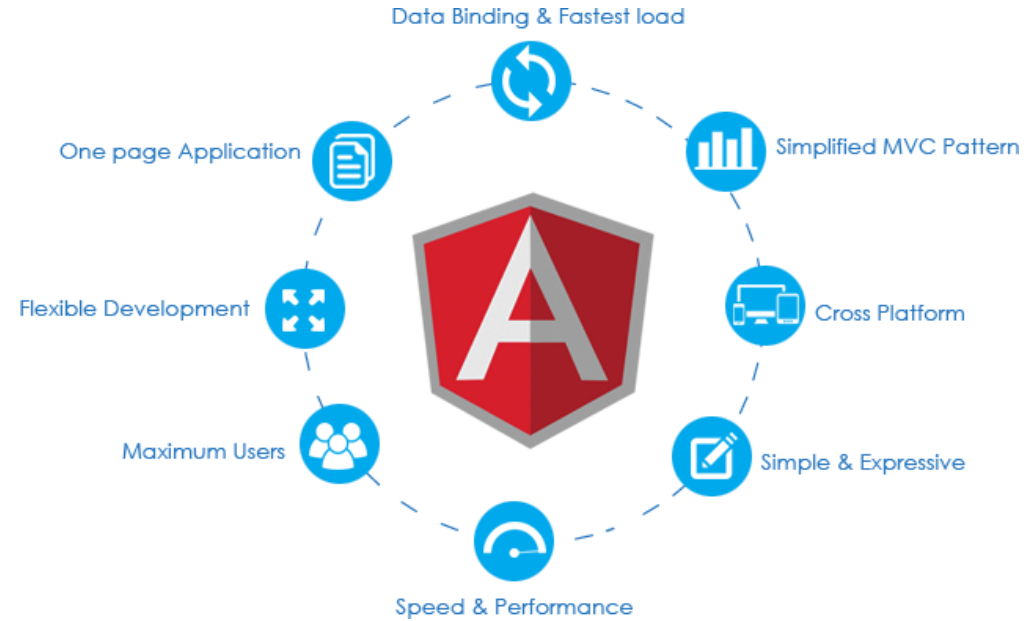 Data Binding & Fastest load
One page Application
Simplified MVC Pattern
Flexible Development
Cross Platform
Maximum Users
Simple & Expressive
Speed & Performance
A